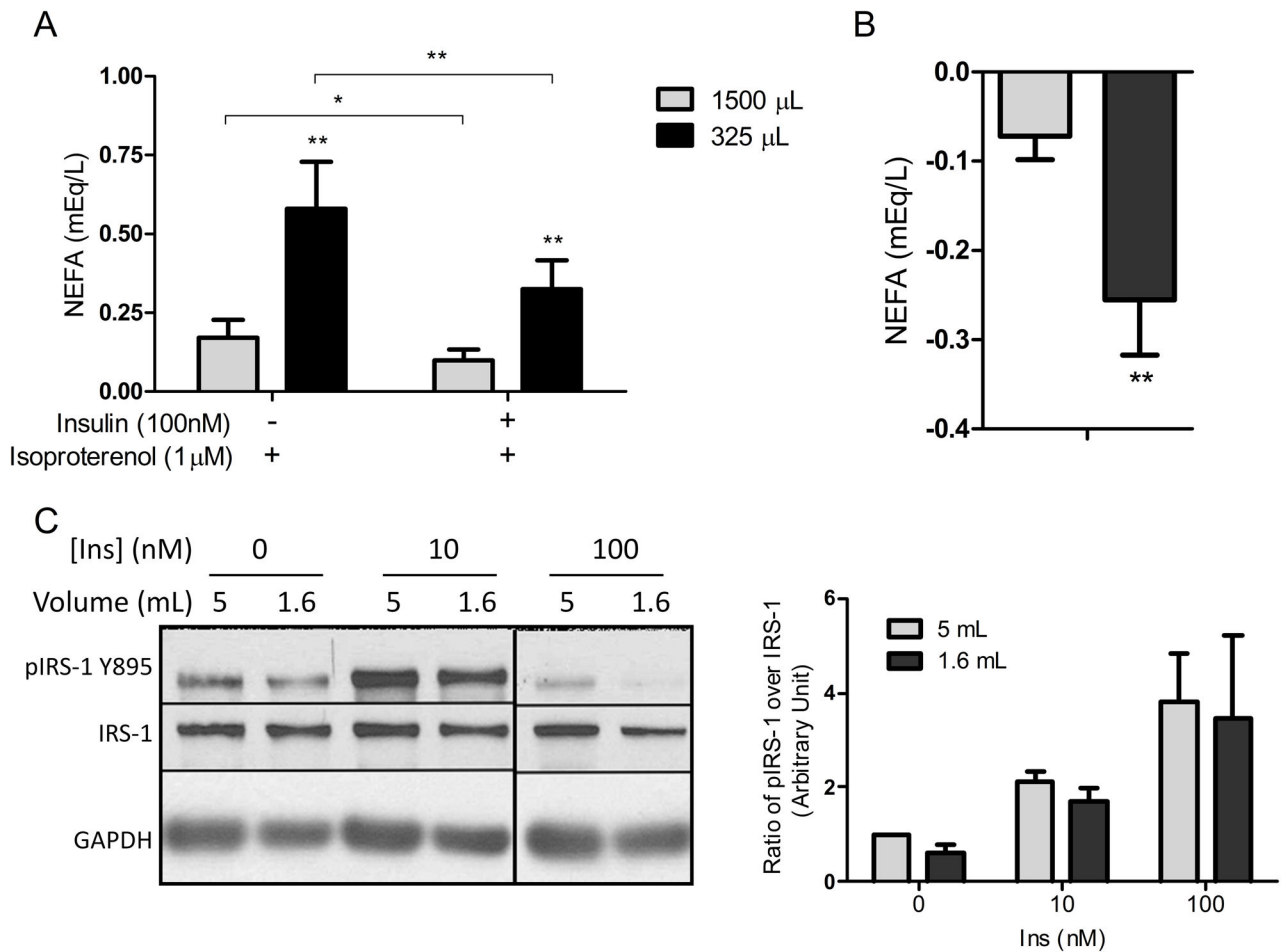 A
B
**
*
**
**
1.00
0.75
0.50
0.25
0.00
NEFA (mEq/L)
1500 μL
325 μL
Insulin (100nM) - +
Isoproterenol (1μM) + +
0.0
-0.1
-0.2
-0.3
-0.4
NEFA (mEq/L)
**
C
[Ins] (nM) 0 10 100
Volume (mL) 5 1.6 5 1.6 5 1.6
pIRS-1 Y895
IRS-1
GAPDH
Ratio of pIRS-1 over IRS-1
(Arbitrary Unit)
6
4
2
0
5 mL
1.6 mL
0 10 100
Ins (nM)